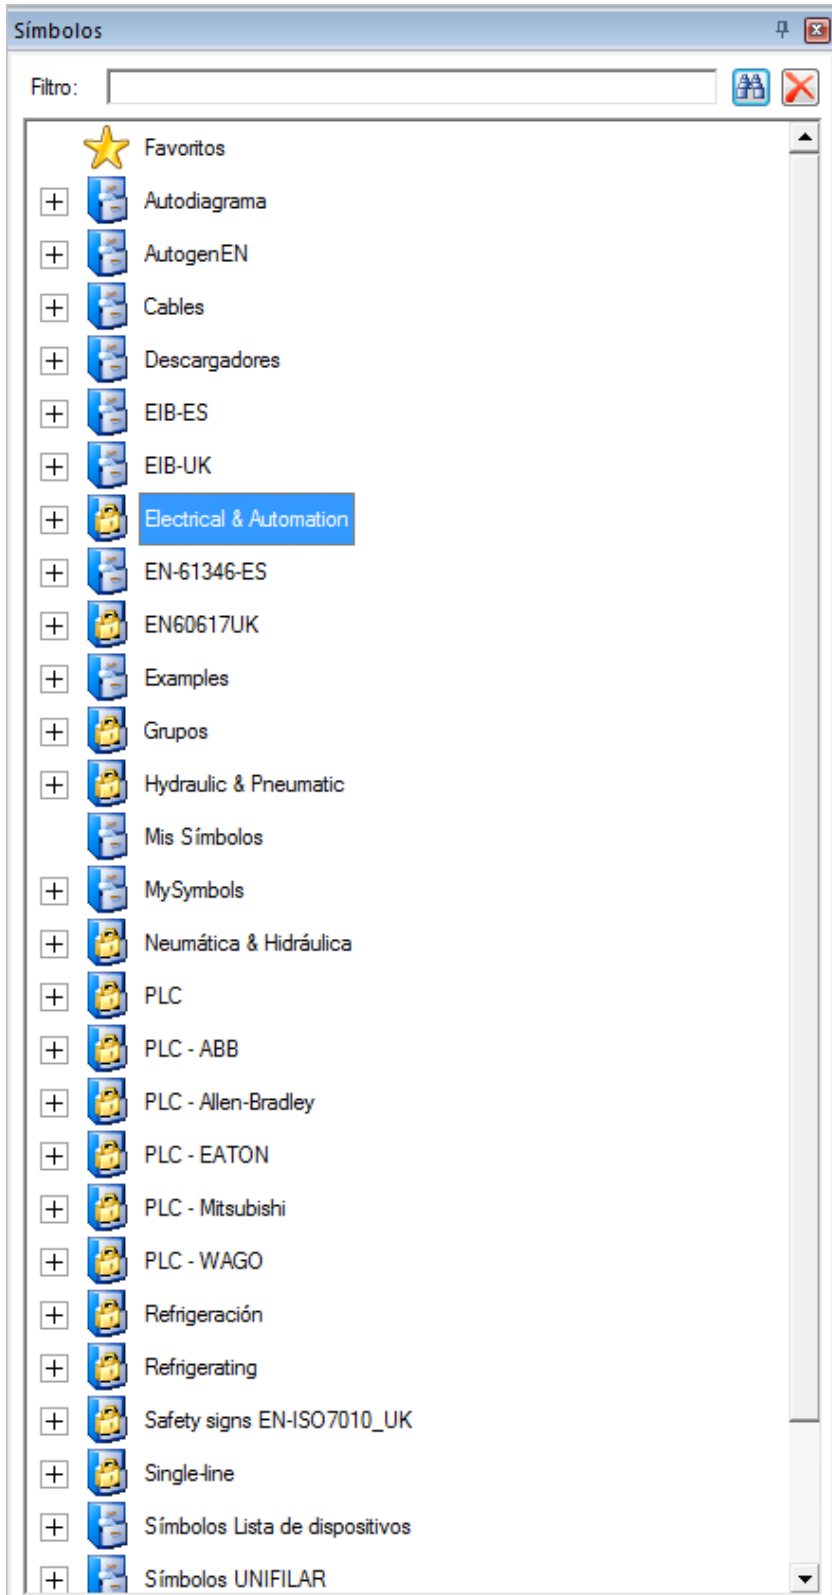 Símbolos
Filtro:
Favoritos
Autodiagrama
AutogenEN
Cables
Descargadores
EIB-ES
EIB-UK
Electrical & Automation
EN-61346-ES
EN60617UK
Examples
Grupos
Hydraulic & Pneumatic
Mis Símbolos
MySymbols
Neumática & Hidráulica
PLC
PLC - ABB
PLC - Allen-Bradley
PLC - EATON
PLC - Mitsubishi
PLC - WAGO
Refrigeración
Refrigerating
Safety signs EN-ISO7010_UK
Single-line
Símbolos Lista de dispositivos
Símbolos UNIFILAR